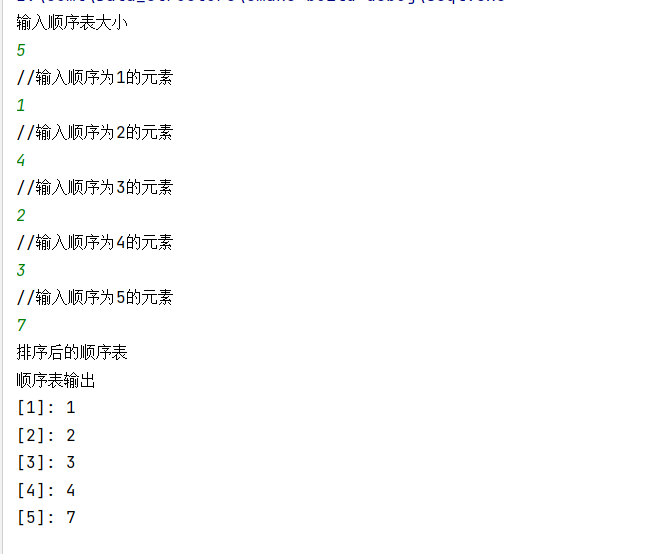 输入顺序表大小
5
//输入顺序为1的元素
1
//输入顺序为2的元素
4
//输入顺序为3的元素
2
//输入顺序为4的元素
3
//输入顺序为5的元素
7
排序后的顺序表
顺序表输出
[1]: 1
[2]: 2
[3]: 3
[4]: 4
[5]: 7